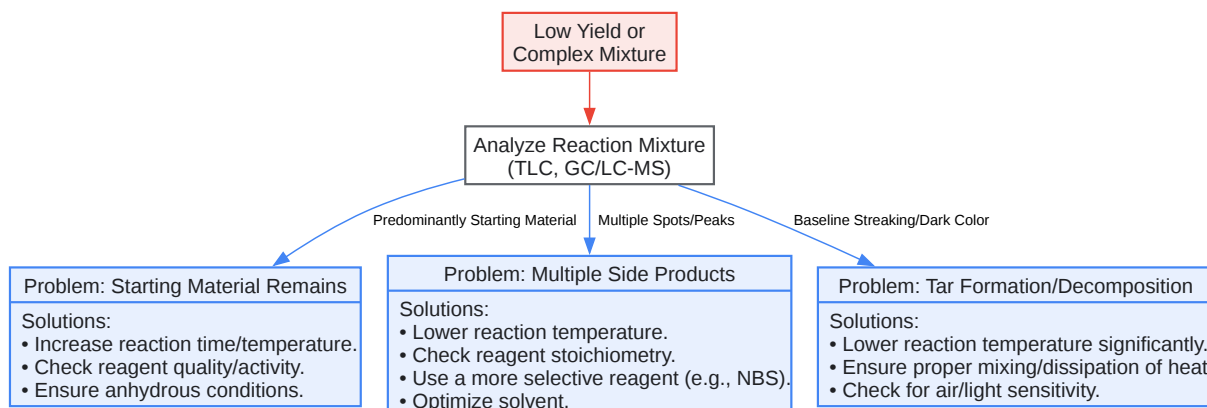 Low Yield or
Complex Mixture
Analyze Reaction Mixture
(TLC, GC/LC-MS)
Predominantly Starting Material
Multiple Spots/Peaks
Baseline Streaking/Dark Color
Problem: Starting Material Remains
Solutions:
• Increase reaction time/temperature.
• Check reagent quality/activity.
• Ensure anhydrous conditions.
Problem: Multiple Side Products
Solutions:
• Lower reaction temperature.
• Check reagent stoichiometry.
• Use a more selective reagent (e.g., NBS).
• Optimize solvent.
Problem: Tar Formation/Decomposition
Solutions:
• Lower reaction temperature significantly.
• Ensure proper mixing/dissipation of heat
• Check for air/light sensitivity.